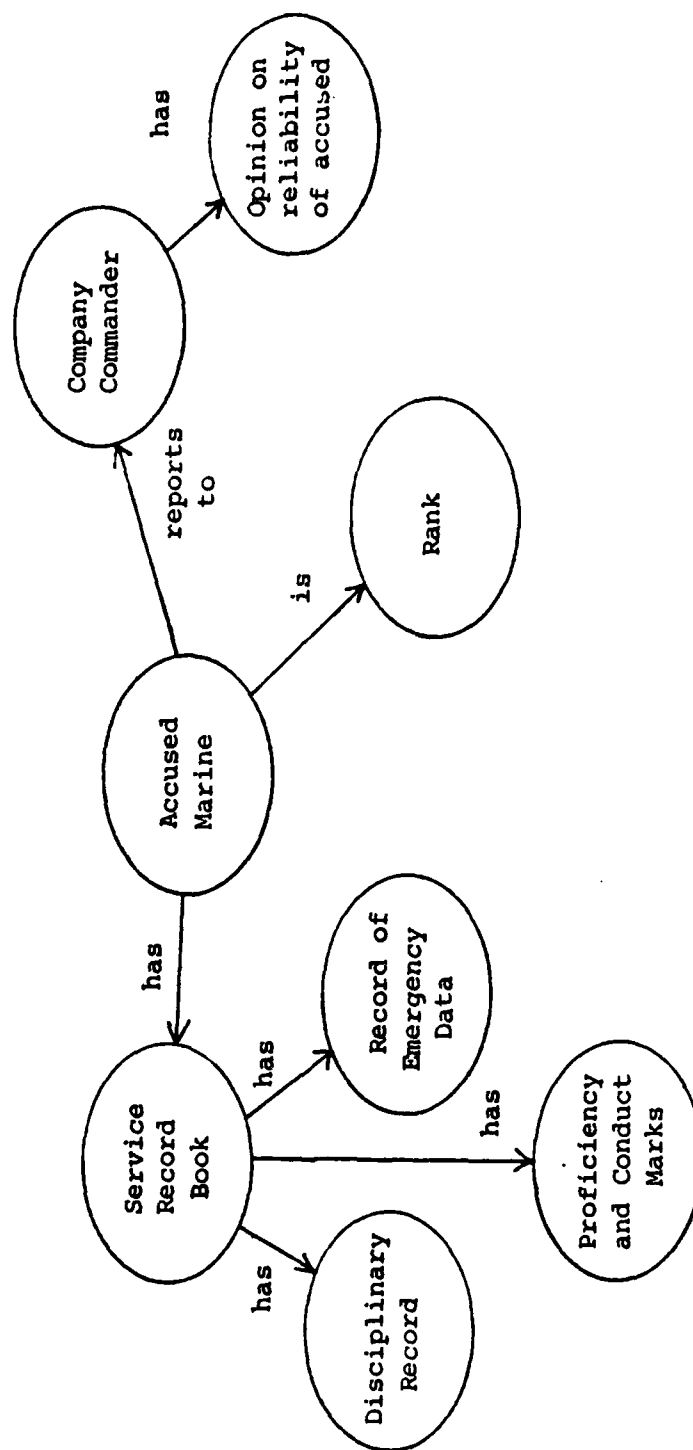 Company
Commander
has
Opinion on
reliability
of accused
reports
to
Accused
Marine
is
Rank
has
Service
Record
Book
has
Record of
Emergency
Data
has
Disciplinary
Record
has
Proficiency
and Conduct
Marks